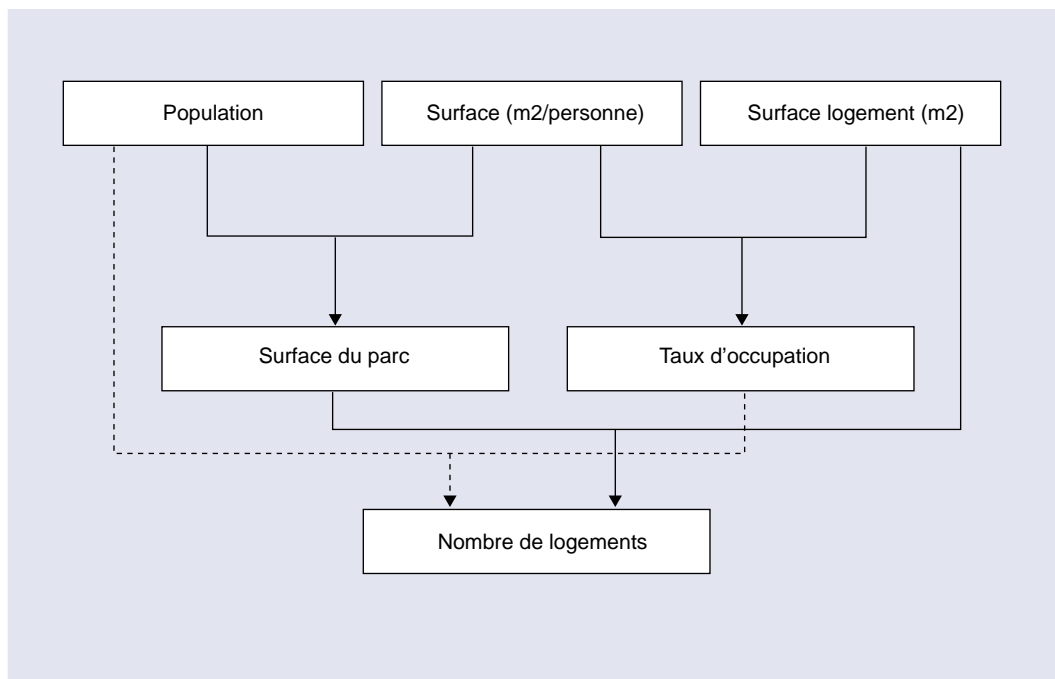 Population
Surface (m2/personne)
Surface logement (m2)
Surface du parc
Taux d’occupation
Nombre de logements